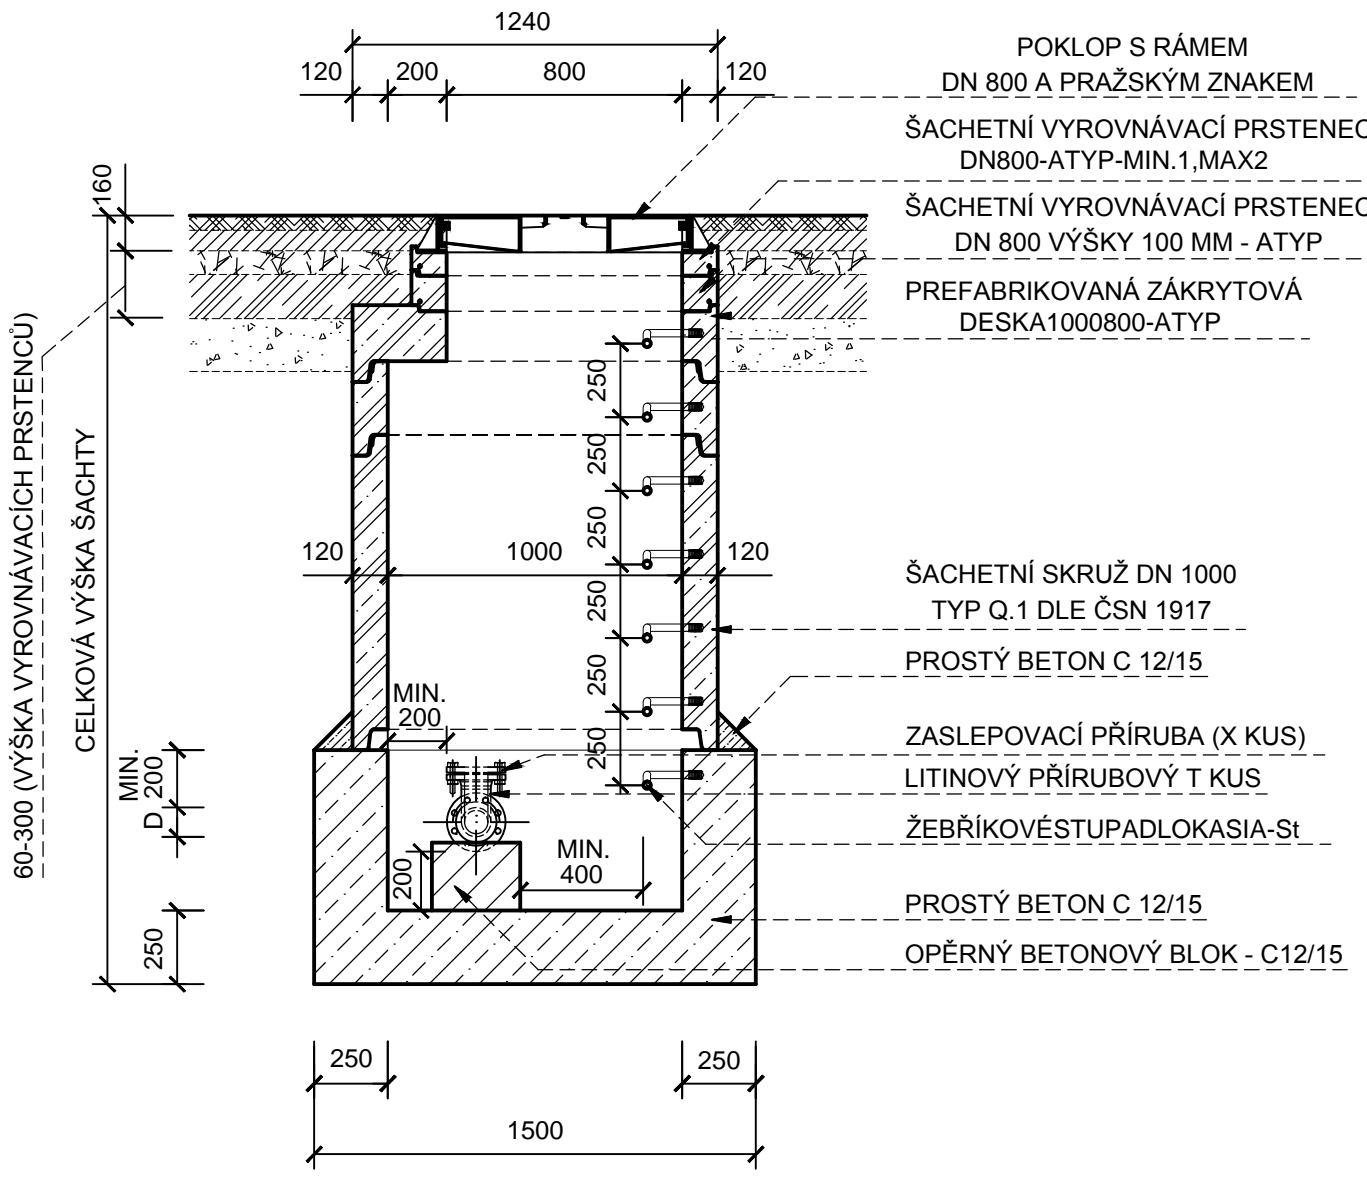 1240
120
200
800
120
POKLOP S RÁMEM
DN 800 A PRAŽSKÝM ZNAKEM
ŠACHETNÍ VYROVNÁVACÍ PRSTENEC
DN800-ATYP-MIN.1,MAX2
ŠACHETNÍ VYROVNÁVACÍ PRSTENEC
DN 800 VÝŠKY 100 MM - ATYP
PREFABRIKOVANÁ ZÁKRYTOVÁ
DESKA1000800-ATYP
160
60-300 (VÝŠKA VYROVNÁVACÍCH PRSTENCŮ)
CELKOVÁ VÝŠKA ŠACHTY
250
250
250
250
250
250
120
1000
120
ŠACHETNÍ SKRUŽ DN 1000
TYP Q.1 DLE ČSN 1917
PROSTÝ BETON C 12/15
MIN.
200
ZASLEPOVACÍ PŘÍRUBA (X KUS)
LITINOVÝ PŘÍRUBOVÝ T KUS
ŽEBŘÍKOVÉSTUPADLOKASIA-St
MIN.
200
D
MIN.
400
200
250
PROSTÝ BETON C 12/15
OPĚRNÝ BETONOVÝ BLOK - C12/15
250
250
1500